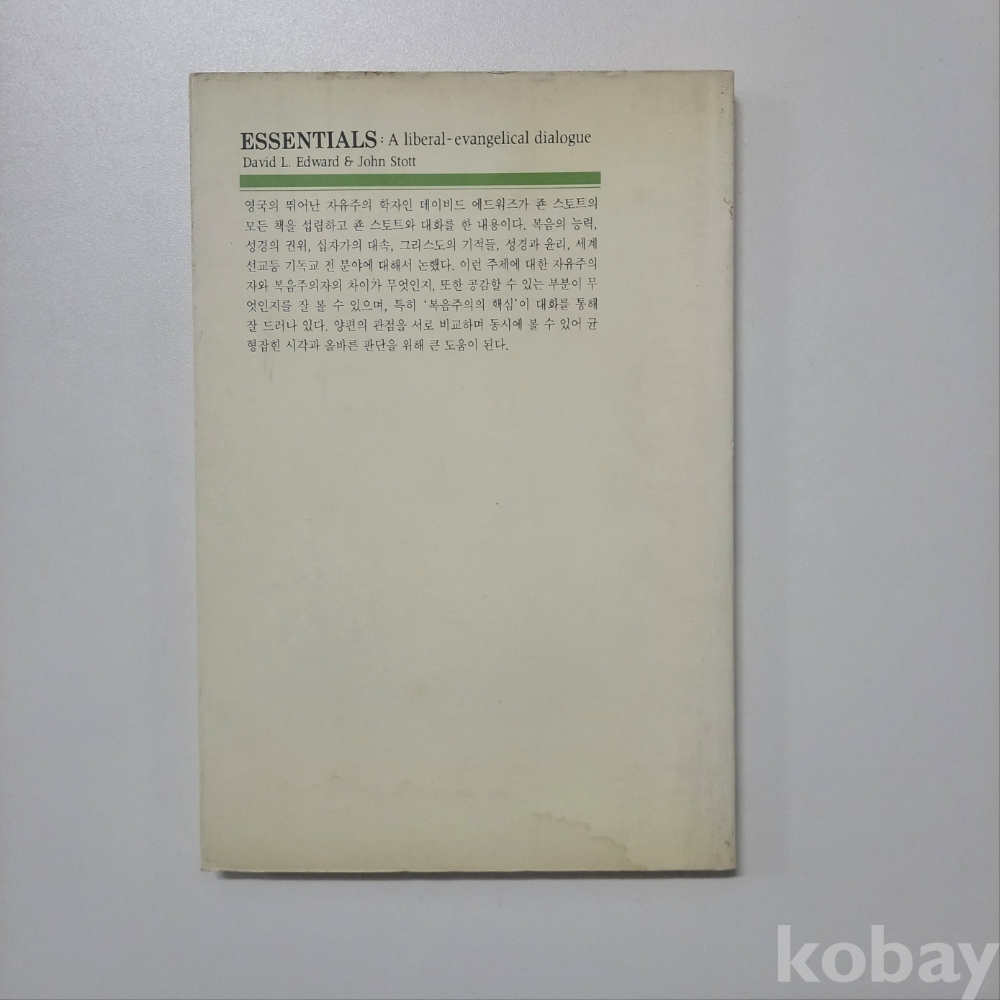 ESSENTIALS: A liberal-evangelical dialogue
David L. Edward & John Stott
영국의 뛰어난 자유주의 학자인 데이비드 에드워즈가 죤 스토트의
모든 책을 섭렵하고 죤 스토트와 대화를 한 내용이다. 복음의 능력,
성경의 권위, 십자가의 대속, 그리스도의 기적들, 성경과 윤리, 세계
선교등 기독교 전 분야에 대해서 논했다. 이런 주제에 대한 자유주의
자와 복음주의자의 차이가 무엇인지, 또한 공감할 수 있는 부분이 무
엇인지를 잘 볼 수 있으며, 특히 '복음주의의 핵심'이 대화를 통해
잘 드러나 있다. 양편의 관점을 서로 비교하며 동시에 볼 수 있어 균
형잡힌 시각과 올바른 판단을 위해 큰 도움이 된다.
kobay